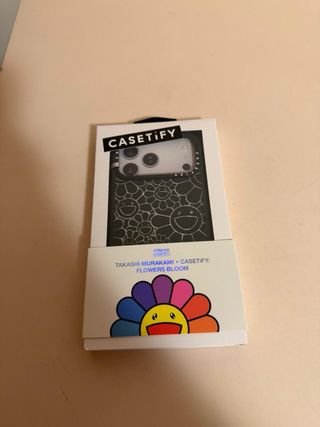 CASETiFY
TAKASHI MURAKAMI × CASETiFY:
FLOWERS BLOOM